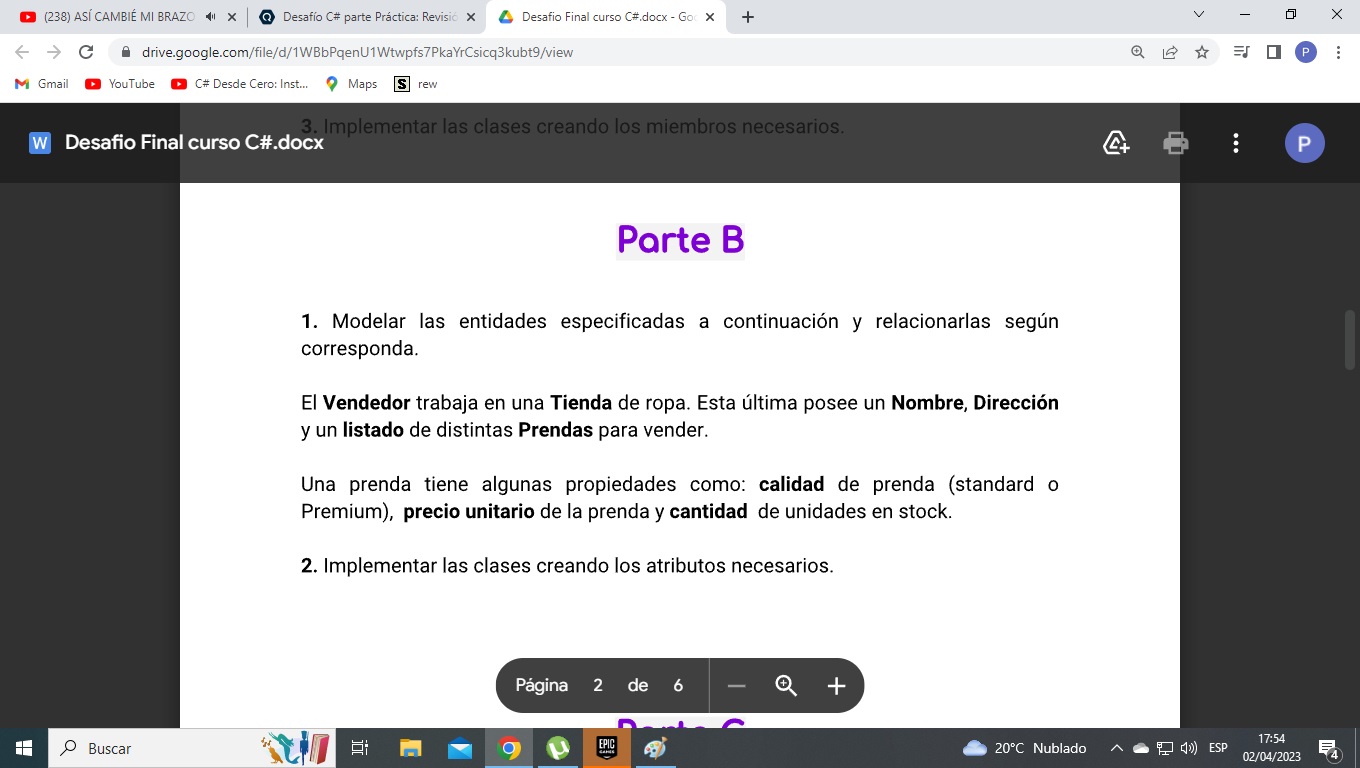 (238) ASÍ CAMBIÉ MI BRAZO
Desafío C# parte Práctica: Revisió
Desafio Final curso C#.docx - Goo
drive.google.com/file/d/1WBbPqenU1Wtwpfs7PkaYrCsicq3kubt9/view
P
Gmail
YouTube
C# Desde Cero: Inst...
Maps
S rew
3. Implementar las clases creando los miembros necesarios.
W Desafio Final curso C#.docx
P
Parte B
1. Modelar las entidades especificadas a continuación y relacionarlas según
corresponda.
El Vendedor trabaja en una Tienda de ropa. Esta última posee un Nombre, Dirección
y un listado de distintas Prendas para vender.
Una prenda tiene algunas propiedades como: calidad de prenda (standard o
Premium), precio unitario de la prenda y cantidad de unidades en stock.
2. Implementar las clases creando los atributos necesarios.
Página 2 de 6
Parte C
Buscar
EPIC
GAMES
20°C Nublado
ESP
17:54
02/04/2023
4